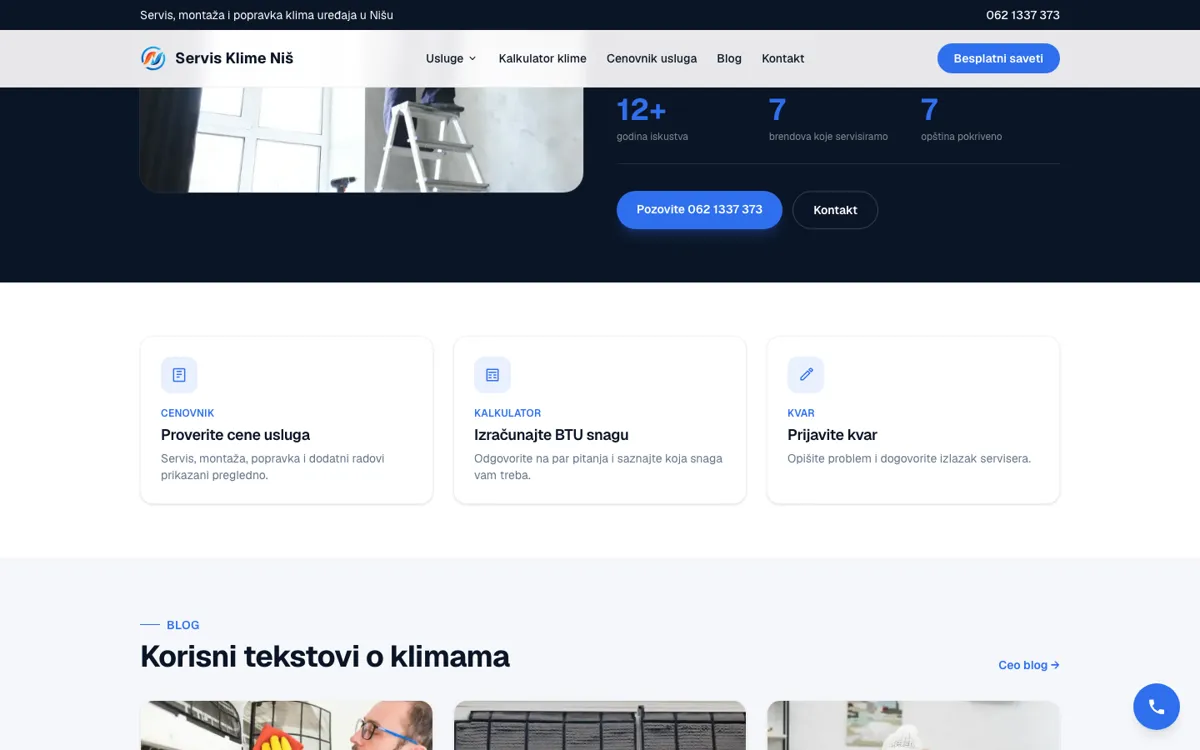 Servis, montaža i popravka klima uređaja u Nišu
062 1337 373
Servis Klime Niš
Usluge
Kalkulator klime
Cenovnik usluga
Blog
Kontakt
Besplatni saveti
12+
godina iskustva
7
brendova koje servisiramo
7
opština pokriveno
Pozovite 062 1337 373
Kontakt
CENOVNIK
Proverite cene usluga
Servis, montaža, popravka i dodatni radovi
prikazani pregledno.
KALKULATOR
Izračunajte BTU snagu
Odgovorite na par pitanja i saznajte koja snaga
vam treba.
KVAR
Prijavite kvar
Opišite problem i dogovorite izlazak servisera.
BLOG
Korisni tekstovi o klimama
Ceo blog →